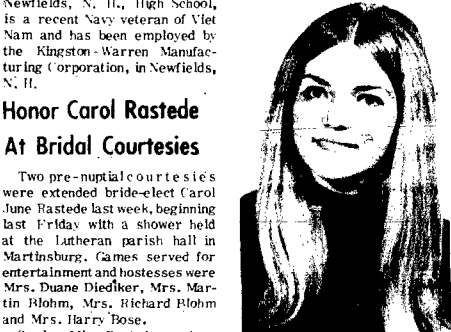 Newfields, N. H., High School,
is a recent Navy veteran of Viet
Nam and has been employed by
the Kingston-Warren Manufac-
turing Corporation, in Newfields,
N. H.
Honor Carol Rastede
At Bridal Courtesies
Two pre-nuptial courtesies
were extended bride-elect Carol
June Rastede last week, beginning
last Friday with a shower held
at the Lutheran parish hall in
Martinsburg. Games served for
entertainment and hostesses were
Mrs. Duane Diediker, Mrs. Mar-
tin Blohm, Mrs. Richard Blohm
and Mrs. Harry Bose.